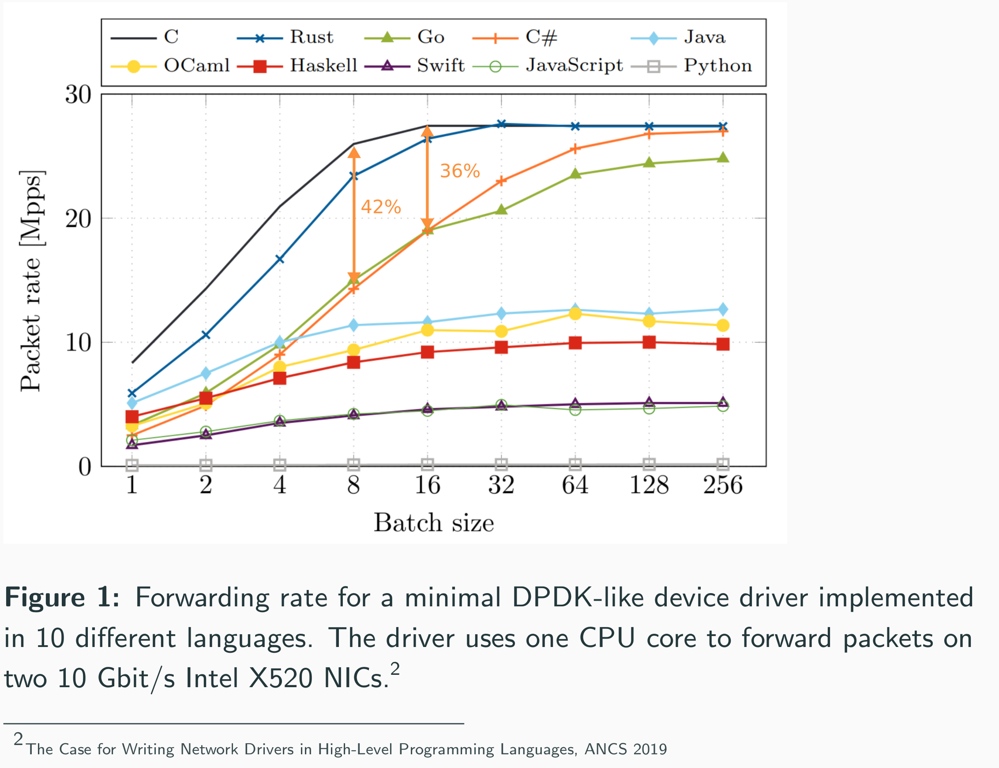 C Rust Go C# Java
OCaml Haskell Swift JavaScript Python
30
20
10
0
Packet rate [Mpps]
36%
42%
1 2 4 8 16 32 64 128 256
Batch size
Figure 1: Forwarding rate for a minimal DPDK-like device driver implemented
in 10 different languages. The driver uses one CPU core to forward packets on
two 10 Gbit/s Intel X520 NICs.2
2 The Case for Writing Network Drivers in High-Level Programming Languages, ANCS 2019